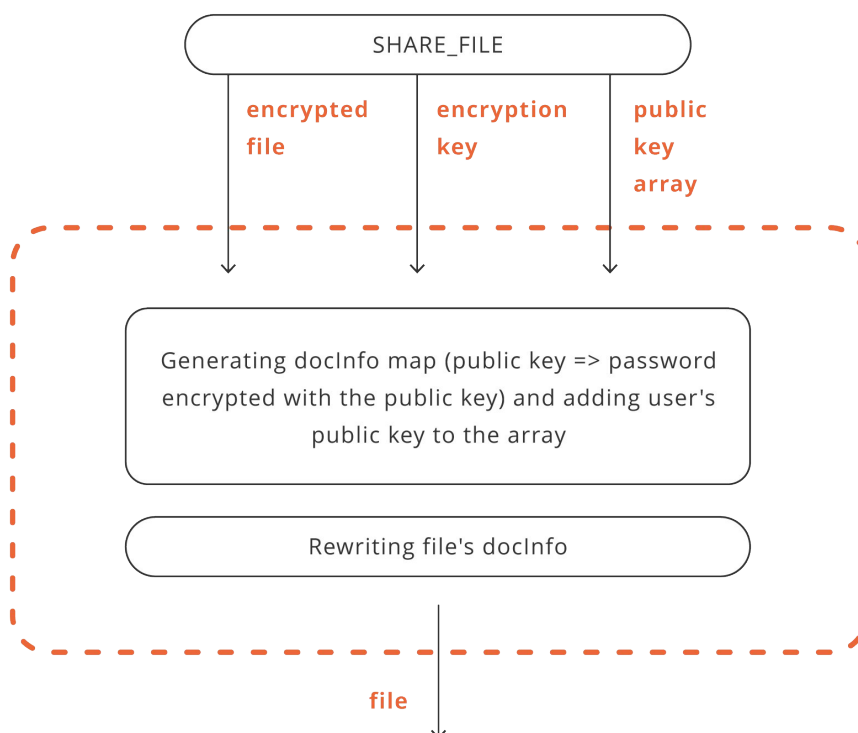 SHARE_FILE
encrypted
file
encryption
key
public
key
array
Generating docInfo map (public key => password
encrypted with the public key) and adding user's
public key to the array
Rewriting file's docInfo
file